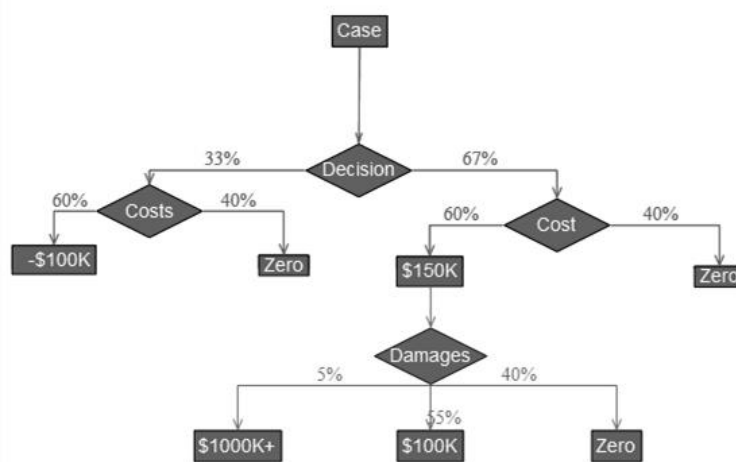 Case
33%
Decision
67%
60%
Costs
40%
60%
Cost
40%
-$100K
Zero
$150K
Zero
Damages
5%
40%
55%
$1000K+
$100K
Zero